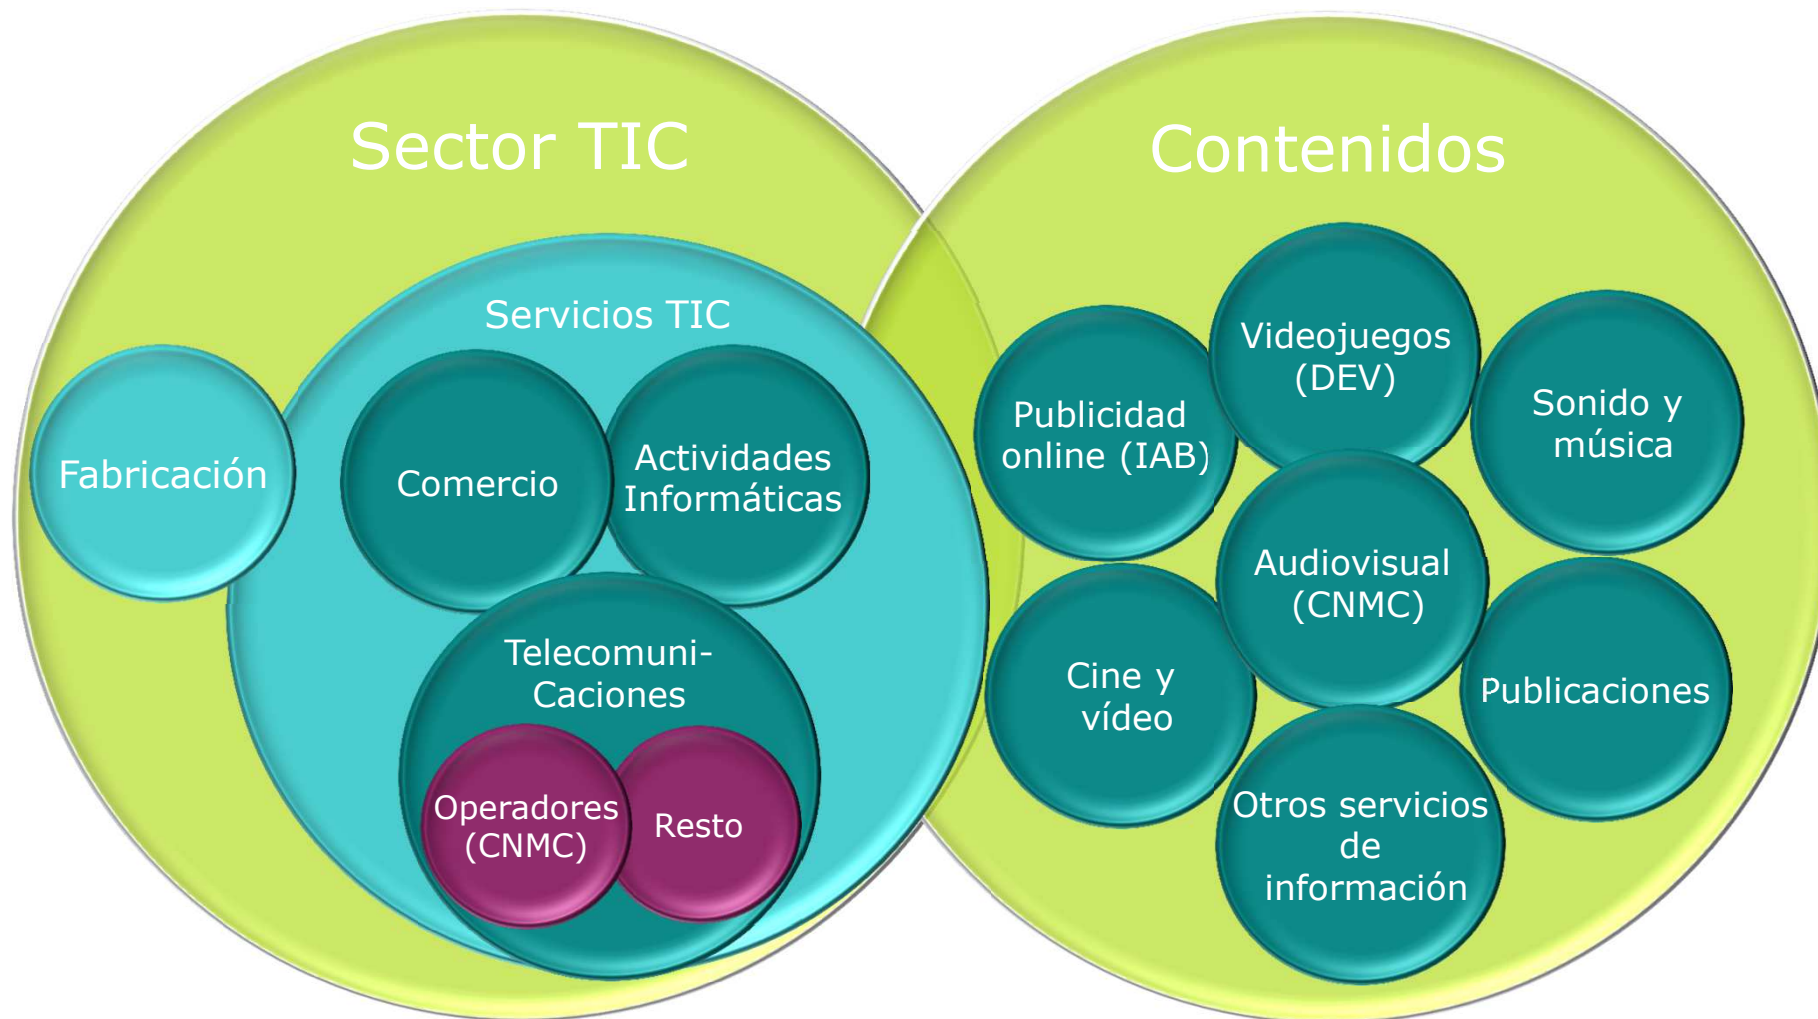 Sector TIC
Servicios TIC
Fabricación
Comercio
Actividades
Informáticas
Telecomuni-
Caciones
Operadores
(CNMC)
Resto
Contenidos
Videojuegos
(DEV)
Publicidad
online (IAB)
Sonido y
música
Audiovisual
(CNMC)
Cine y
vídeo
Publicaciones
Otros servicios
de
información